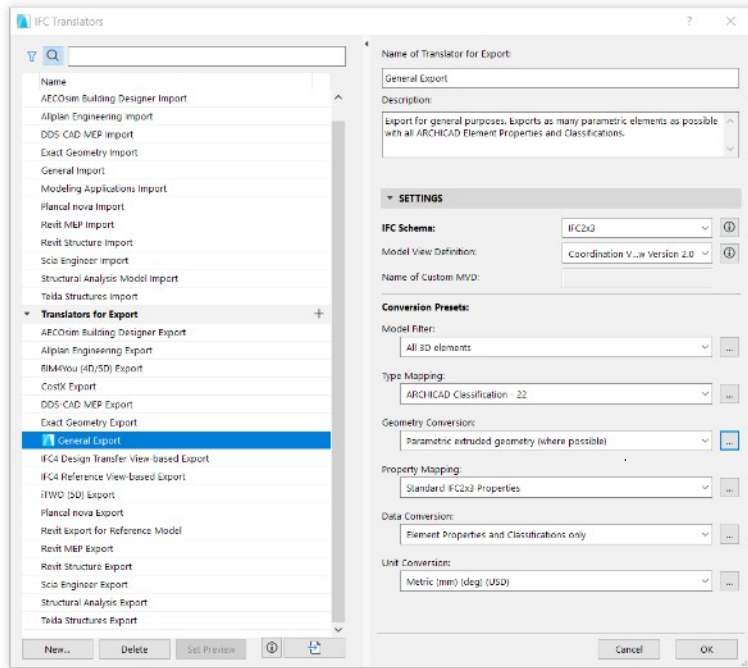 IFC Translators
Name
AECOsim Building Designer Import
Allplan Engineering Import
DDS-CAD MEP Import
Exact Geometry Import
General Import
Modeling Applications Import
Plancal nova Import
Revit MEP Import
Revit Structure Import
Scia Engineer Import
Structural Analysis Model Import
Tekla Structures Import
Translators for Export
AECOsim Building Designer Export
Allplan Engineering Export
BIM4You (4D/5D) Export
CostX Export
DDS-CAD MEP Export
Exact Geometry Export
General Export
IFC4 Design Transfer View-based Export
IFC4 Reference View-based Export
iTWO (5D) Export
Plancal nova Export
Revit Export for Reference Model
Revit MEP Export
Revit Structure Export
Scia Engineer Export
Structural Analysis Export
Tekla Structures Export
New...
Delete
Set Preview
Name of Translator for Export:
General Export
Description:
Export for general purposes. Exports as many parametric elements as possible
with all ARCHICAD Element Properties and Classifications.
SETTINGS
IFC Schema: IFC2x3
Model View Definition: Coordination V...w Version 2.0
Name of Custom MVD:
Conversion Presets:
Model Filter:
All 3D elements ...
Type Mapping:
ARCHICAD Classification - 22 ...
Geometry Conversion:
Parametric extruded geometry (where possible) ...
Property Mapping:
Standard IFC2x3 Properties ...
Data Conversion:
Element Properties and Classifications only ...
Unit Conversion:
Metric (mm) (deg) (USD) ...
Cancel
OK